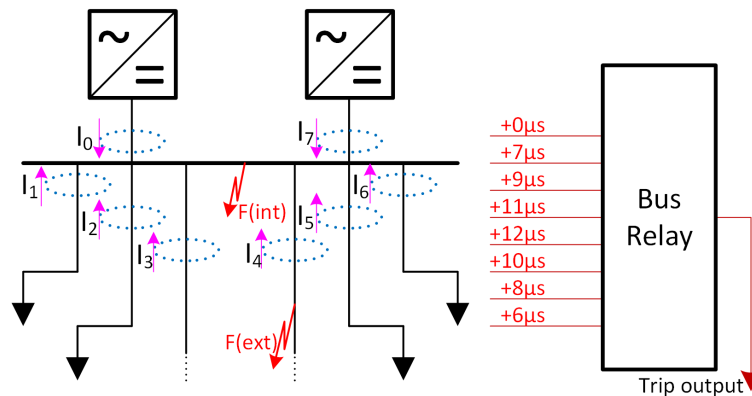 I0
I7
I1
I2
I3
F(int)
I4
I5
I6
F(ext)
+0µs
+7µs
+9µs
+11µs
+12µs
+10µs
+8µs
+6µs
Bus
Relay
Trip output